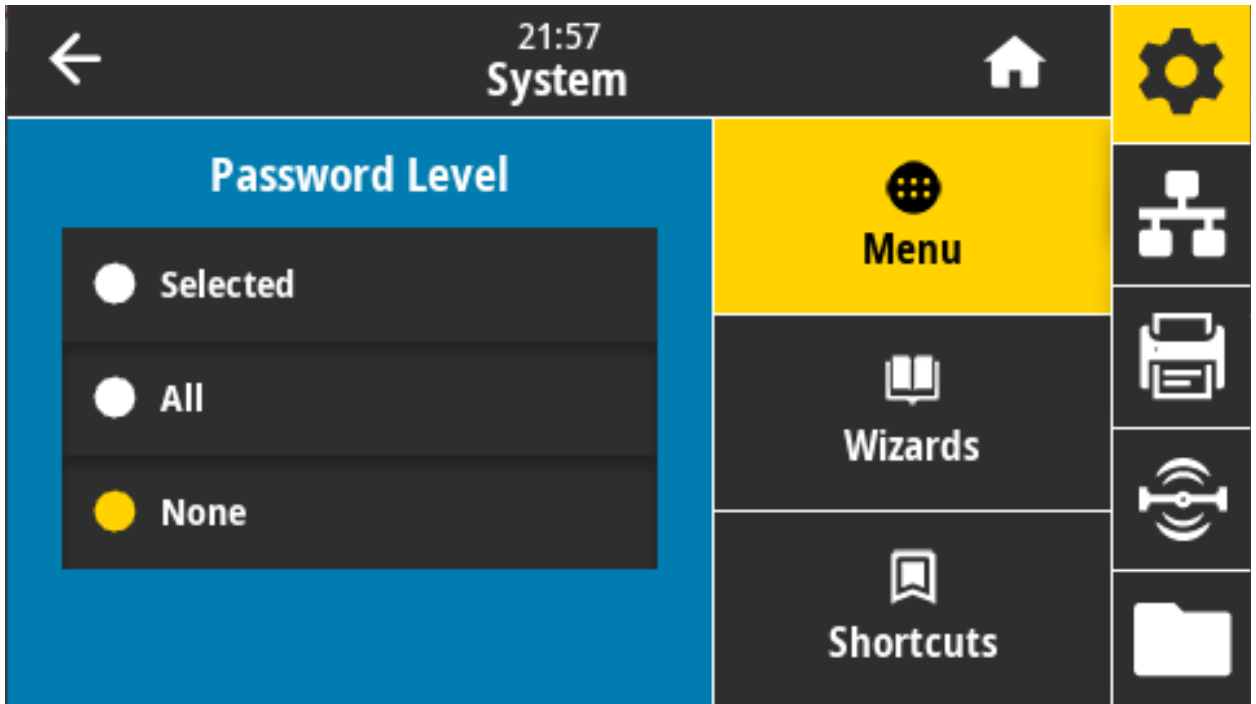 21:57
System
Password Level
Selected
All
None
Menu
Wizards
Shortcuts